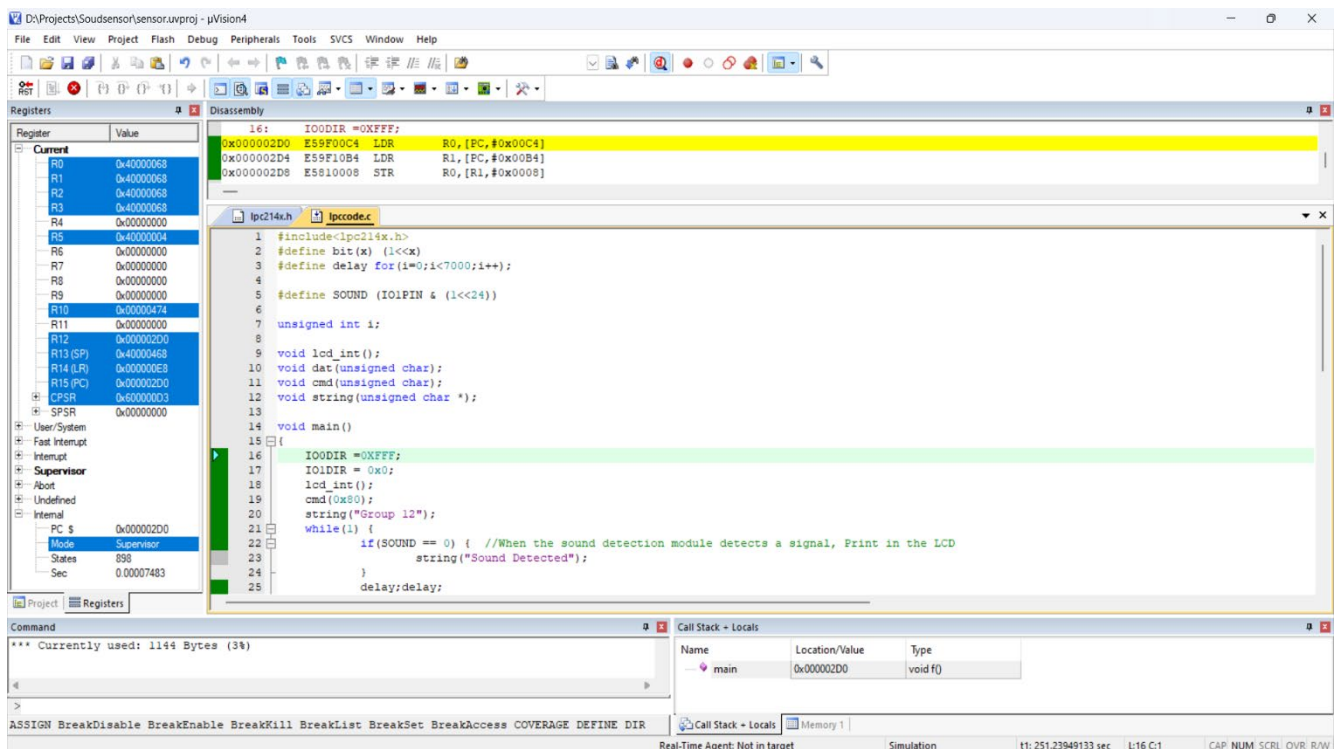 D:\Projects\Soudsensor\sensor.uvproj - µVision4
File Edit View Project Flash Debug Peripherals Tools SVCS Window Help
RST
Registers
Register Value
Current
R0 0x40000068
R1 0x40000068
R2 0x40000068
R3 0x40000068
R4 0x00000000
R5 0x40000004
R6 0x00000000
R7 0x00000000
R8 0x00000000
R9 0x00000000
R10 0x00000474
R11 0x00000000
R12 0x000002D0
R13 (SP) 0x40000468
R14 (LR) 0x000000E8
R15 (PC) 0x000002D0
CPSR 0x600000D3
SPSR 0x00000000
User/System
Fast Interrupt
Interrupt
Supervisor
Abort
Undefined
Internal
PC $ 0x000002D0
Mode Supervisor
States 898
Sec 0.00007483
Project Registers
Disassembly
16: IO0DIR =0XFFF;
0x000002D0 E59F00C4 LDR R0,[PC,#0x00C4]
0x000002D4 E59F10B4 LDR R1,[PC,#0x00B4]
0x000002D8 E5810008 STR R0,[R1,#0x0008]
lpc214x.h lpccode.c
1 #include<lpc214x.h>
2 #define bit(x) (1<<x)
3 #define delay for(i=0;i<7000;i++);
4
5 #define SOUND (IO1PIN & (1<<24))
6
7 unsigned int i;
8
9 void lcd_int();
10 void dat(unsigned char);
11 void cmd(unsigned char);
12 void string(unsigned char *);
13
14 void main()
15 {
16 IO0DIR =0XFFF;
17 IO1DIR = 0x0;
18 lcd_int();
19 cmd(0x80);
20 string("Group 12");
21 while(1) {
22 if(SOUND == 0) { //When the sound detection module detects a signal, Print in the LCD
23 string("Sound Detected");
24 }
25 delay;delay;
Command
*** Currently used: 1144 Bytes (3%)
>
ASSIGN BreakDisable BreakEnable BreakKill BreakList BreakSet BreakAccess COVERAGE DEFINE DIR
Call Stack + Locals
Name Location/Value Type
main 0x000002D0 void f()
Call Stack + Locals Memory 1
Real-Time Agent: Not in target Simulation t1: 251.23949133 sec L:16 C:1 CAP NUM SCRL OVR R/W